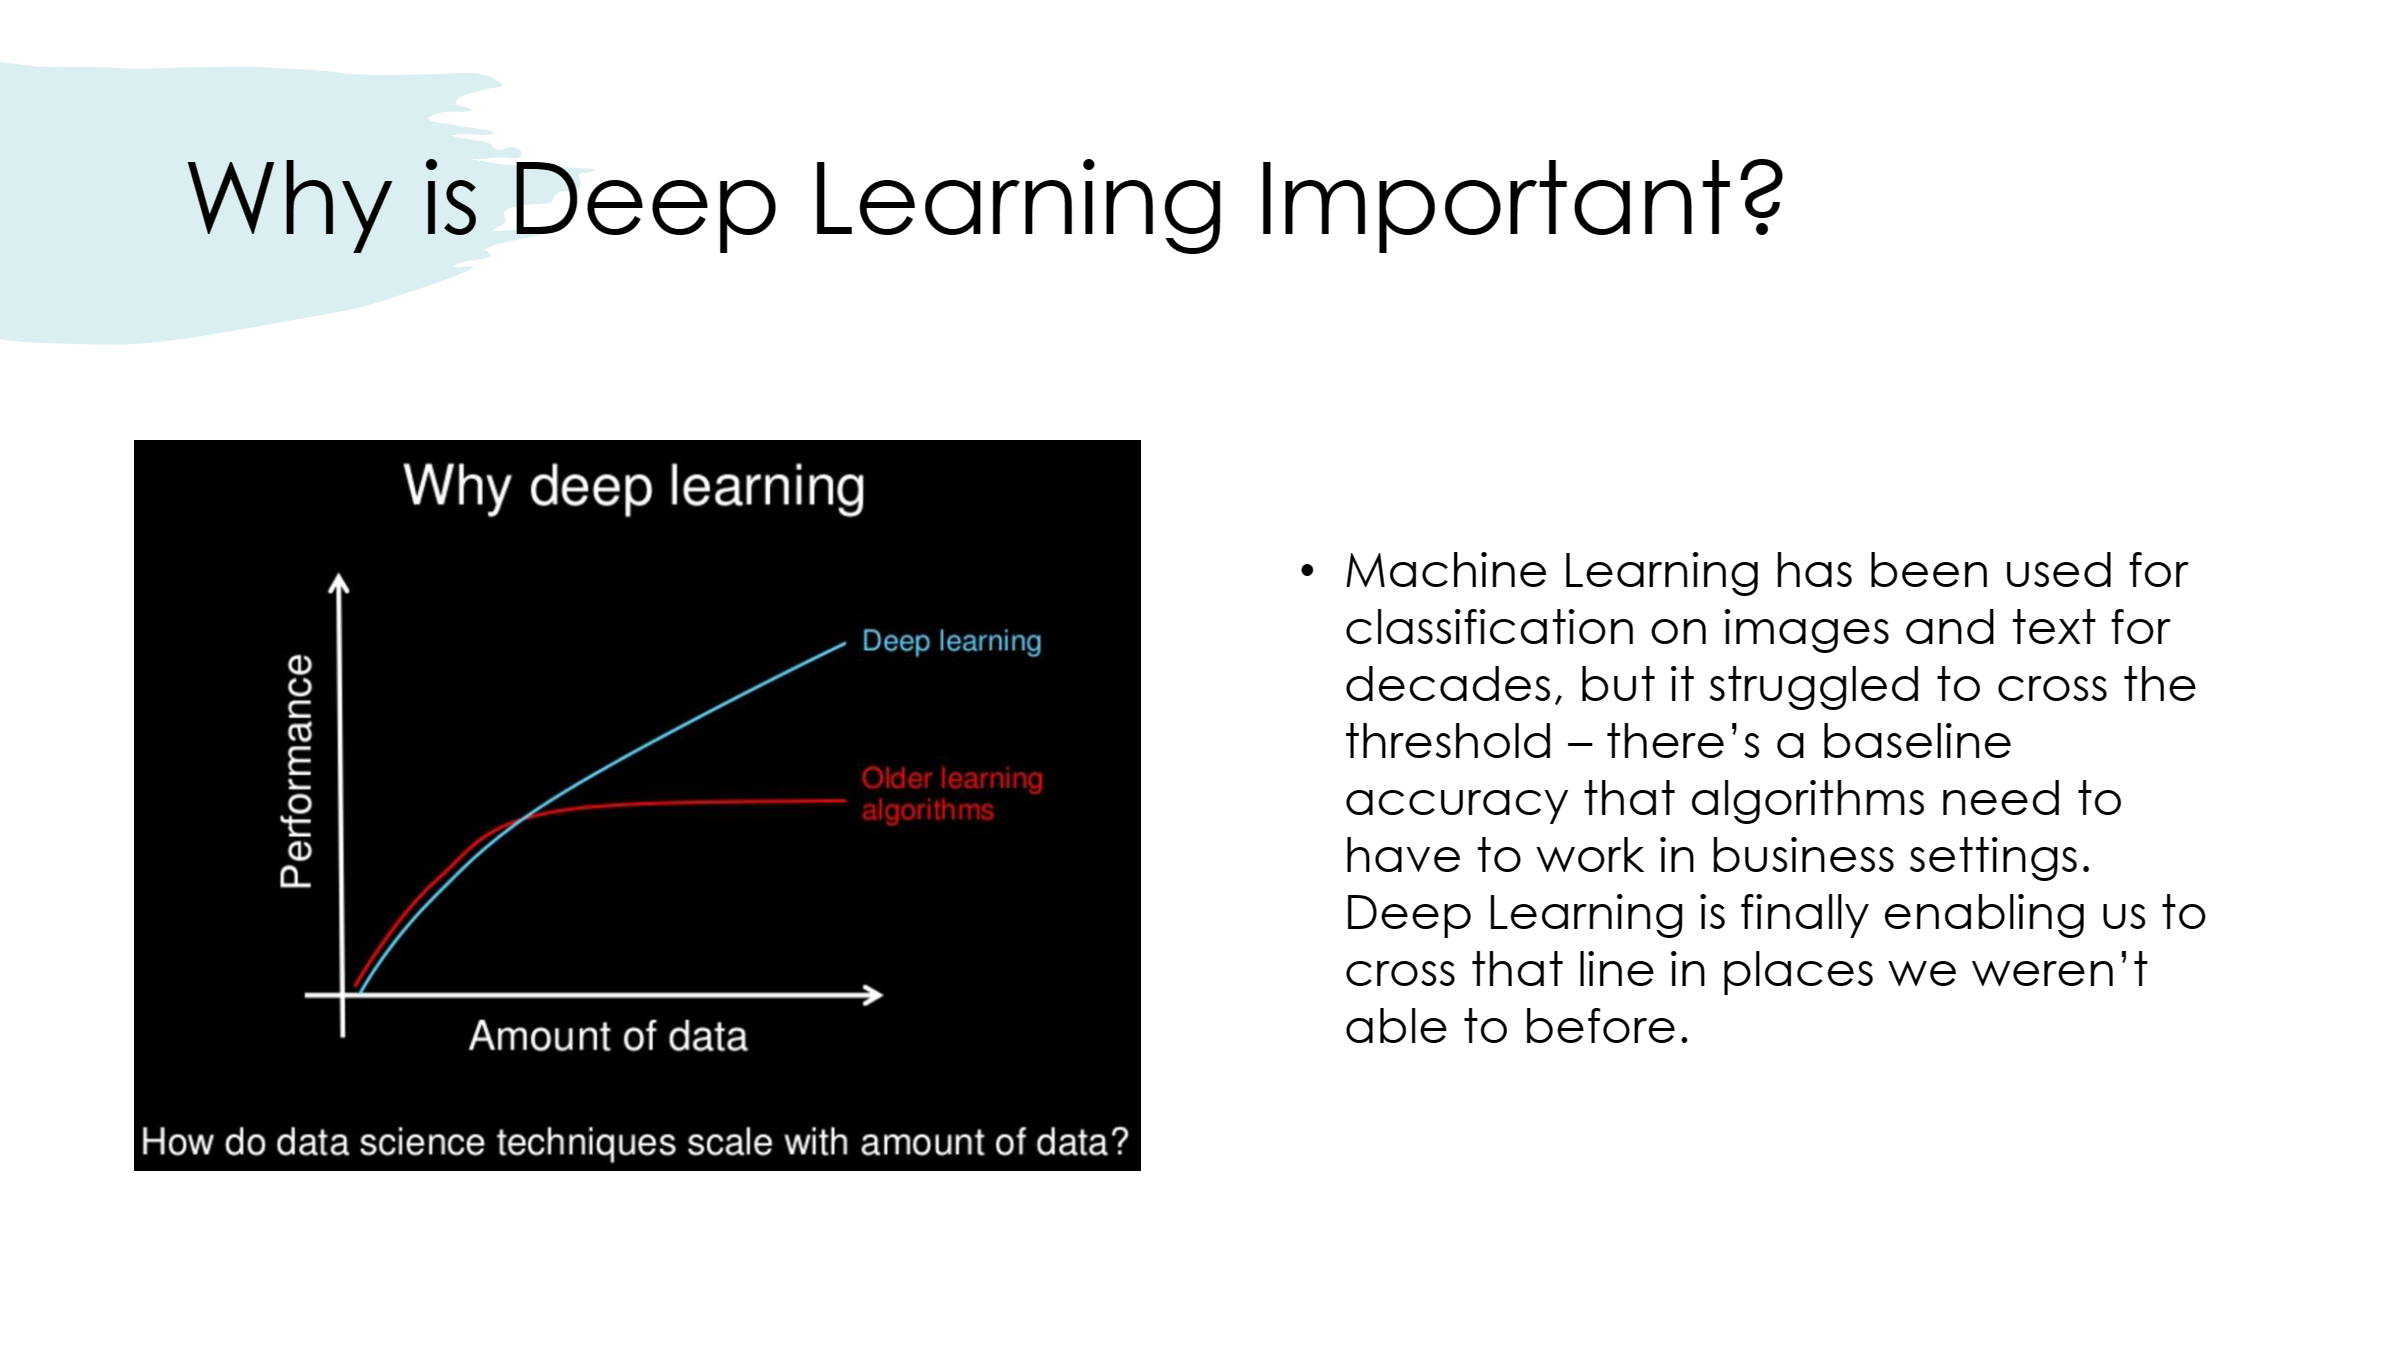 Why is Deep Learning Important?
Why deep learning
Performance
Deep learning
Older learning
algorithms
Amount of data
How do data science techniques scale with amount of data?
• Machine Learning has been used for
classification on images and text for
decades, but it struggled to cross the
threshold – there’s a baseline
accuracy that algorithms need to
have to work in business settings.
Deep Learning is finally enabling us to
cross that line in places we weren’t
able to before.